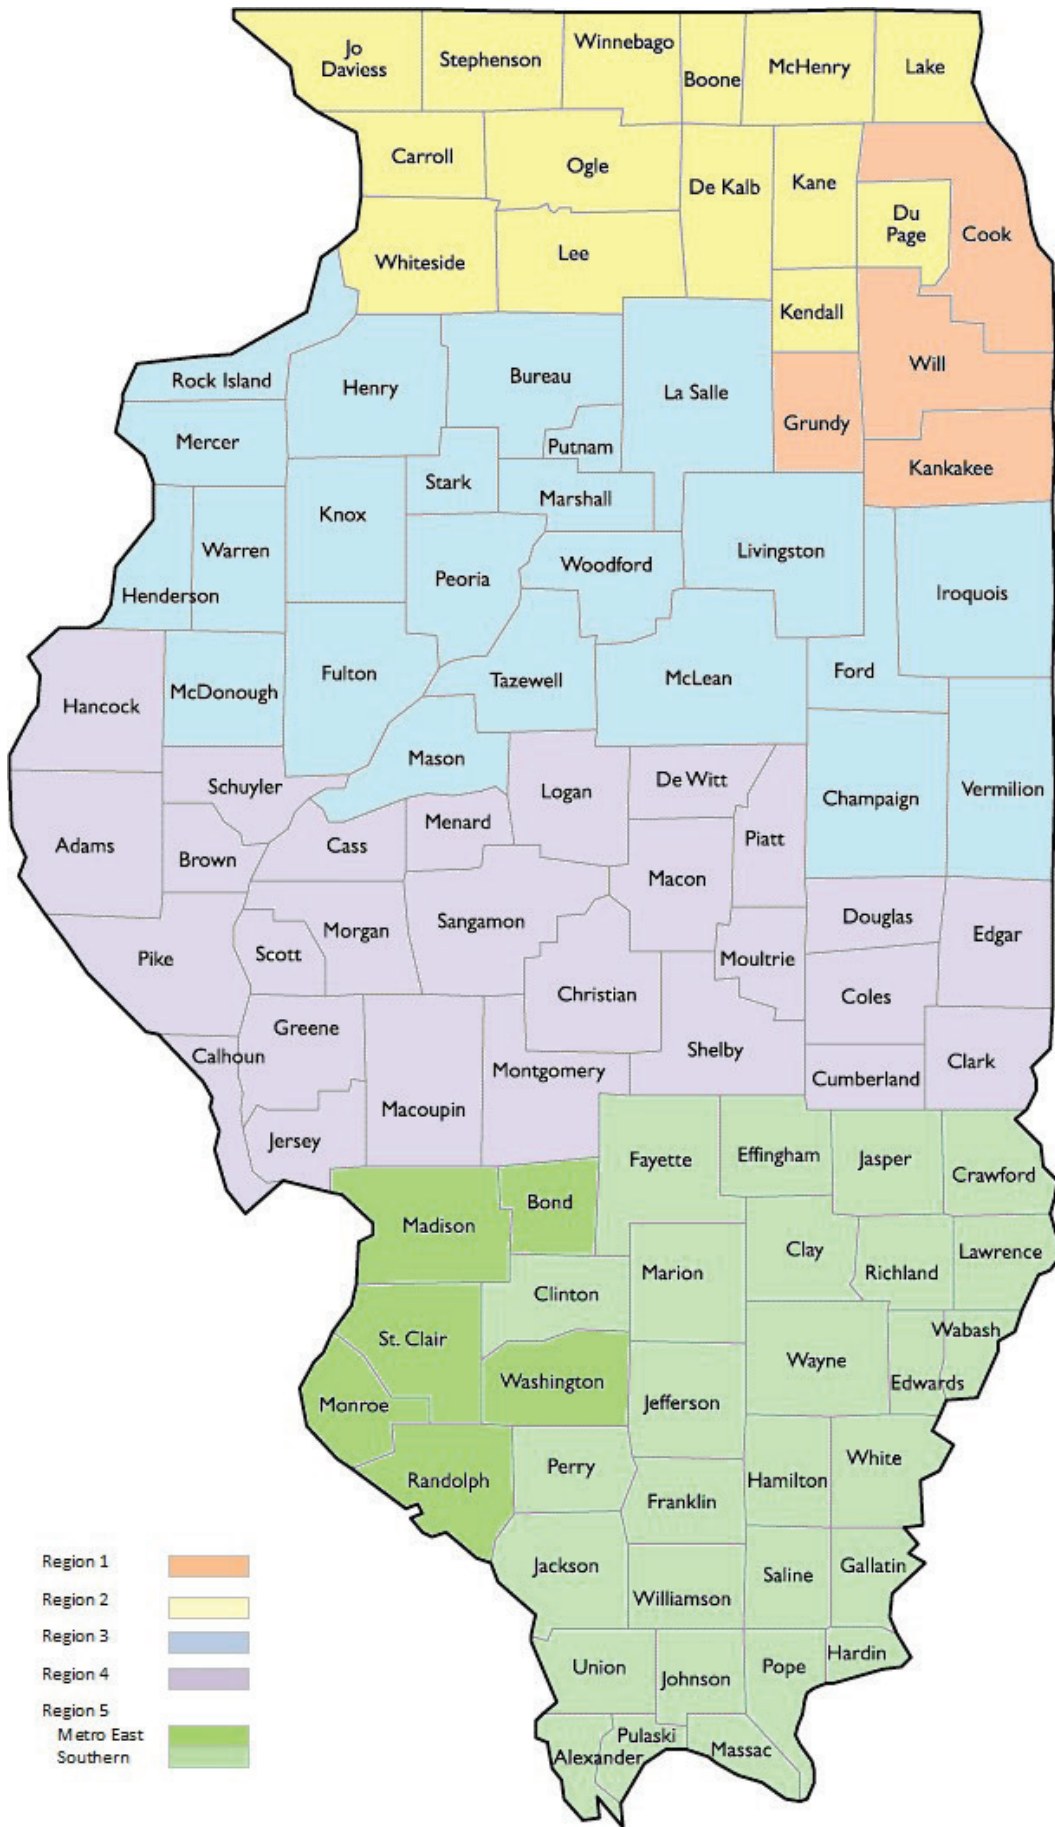 Jo
Daviess
Stephenson
Winnebago
Boone
McHenry
Lake
Carroll
Ogle
De Kalb
Kane
Du
Page
Cook
Whiteside
Lee
Kendall
Will
Rock Island
Henry
Bureau
La Salle
Grundy
Mercer
Putnam
Kankakee
Stark
Marshall
Knox
Warren
Peoria
Woodford
Livingston
Henderson
Iroquois
McDonough
Fulton
Tazewell
McLean
Ford
Hancock
Mason
Schuyler
Logan
De Witt
Champaign
Vermilion
Adams
Brown
Cass
Menard
Piatt
Macon
Sangamon
Douglas
Edgar
Pike
Scott
Morgan
Moultrie
Christian
Coles
Greene
Calhoun
Shelby
Montgomery
Clark
Cumberland
Macoupin
Jersey
Fayette
Effingham
Jasper
Crawford
Madison
Bond
Clay
Lawrence
Marion
Richland
Clinton
St. Clair
Wabash
Wayne
Washington
Edwards
Monroe
Jefferson
Randolph
Perry
Hamilton
White
Franklin
Jackson
Saline
Gallatin
Williamson
Hardin
Union
Johnson
Pope
Pulaski
Massac
Alexander
Region 1
Region 2
Region 3
Region 4
Region 5
Metro East
Southern